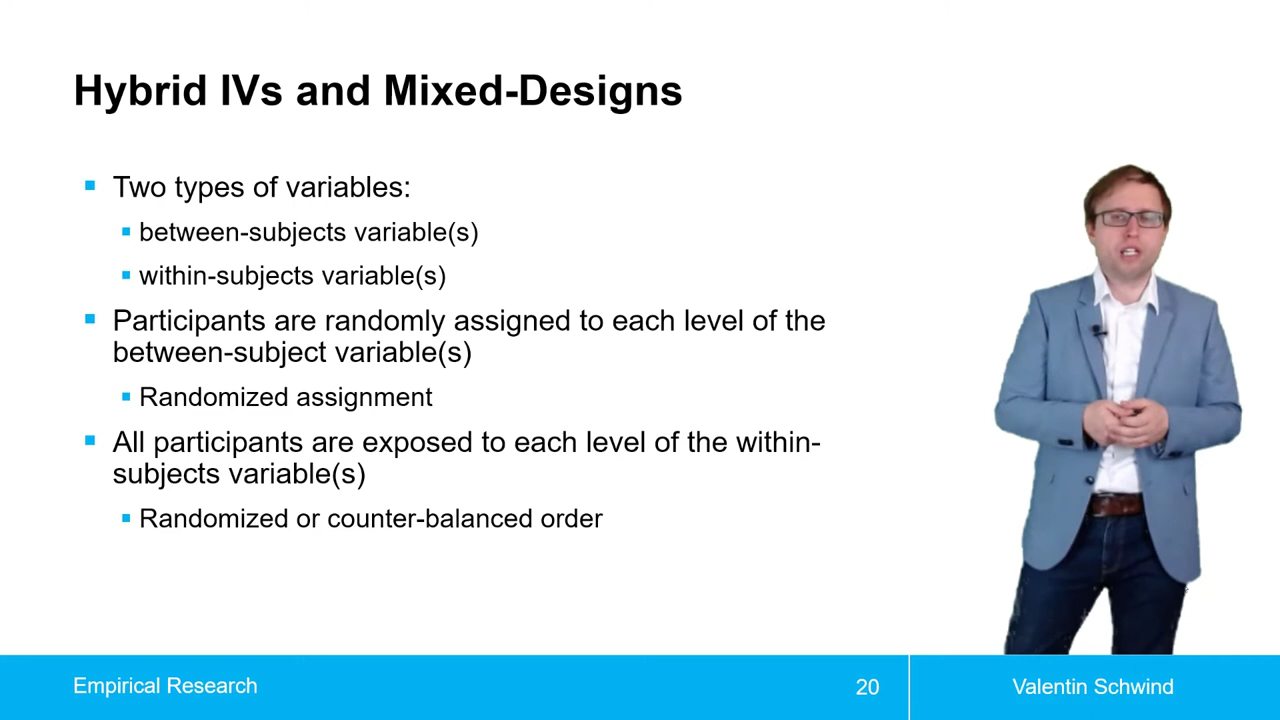 Hybrid IVs and Mixed-Designs
Two types of variables:
between-subjects variable(s)
within-subjects variable(s)
Participants are randomly assigned to each level of the
between-subject variable(s)
Randomized assignment
All participants are exposed to each level of the within-
subjects variable(s)
Randomized or counter-balanced order
Empirical Research
20
Valentin Schwind